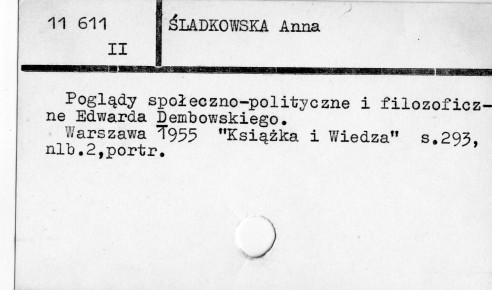 11 611
II
ŚLADKOWSKA Anna
Poglądy społeczno-polityczne i filozoficz-
ne Edwarda Dembowskiego.
Warszawa 1955 "Książka i Wiedza" s.293,
nlb.2,portr.